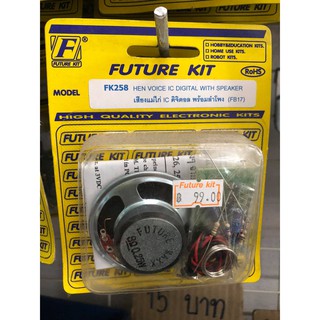 F
FUTURE KIT
HOBBY&EDUCATION KITS.
HOME USE KITS.
ROBOT KITS.
FUTURE KIT
RoHS
MODEL
FK258 HEN VOICE IC DIGITAL WITH SPEAKER
เสียงแม่ไก่ IC ดิจิตอล พร้อมลำโพง (FB17)
HIGH QUALITY ELECTRONIC KITS.
Future kit
฿ 99.00
FUTURE
8Ω 0.25W
15 บาท